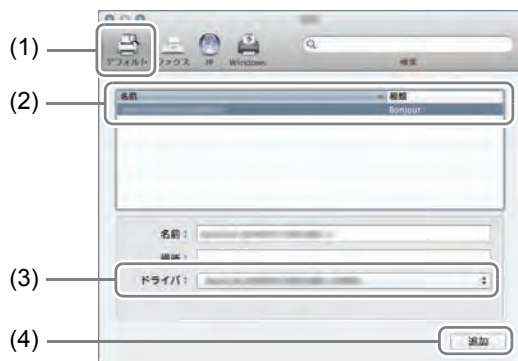 (1)
デフォルト ファクス IP Windows 検索
(2)
名前 種類
Bonjour
名前：
場所：
(3)
ドライバ：
(4)
追加